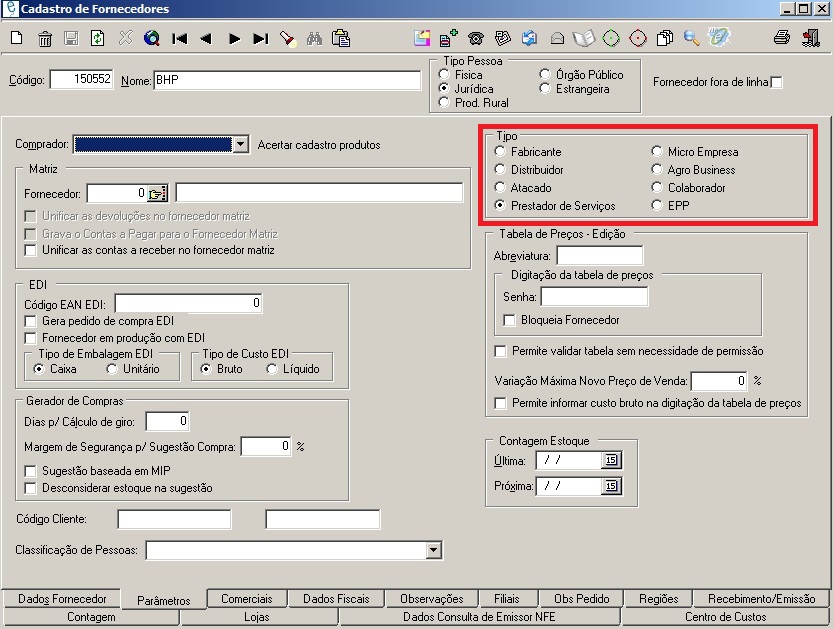 Cadastro de Fornecedores
Código: 150552 Nome: BHP
Tipo Pessoa
Fisica Órgão Público
Jurídica Estrangeira
Prod. Rural
Fornecedor fora de linha
Comprador: Acertar cadastro produtos
Matriz
Fornecedor: 0
Unificar as devoluções no fornecedor matriz
Grava o Contas a Pagar para o Fornecedor Matriz
Unificar as contas a receber no fornecedor matriz
EDI
Código EAN EDI: 0
Gera pedido de compra EDI
Fornecedor em produção com EDI
Tipo de Embalagem EDI
Caixa Unitário
Tipo de Custo EDI
Bruto Líquido
Gerador de Compras
Dias p/ Cálculo de giro: 0
Margem de Segurança p/ Sugestão Compra: 0 %
Sugestão baseada em MIP
Desconsiderar estoque na sugestão
Código Cliente:
Classificação de Pessoas:
Tipo
Fabricante Micro Empresa
Distribuidor Agro Business
Atacado Colaborador
Prestador de Serviços EPP
Tabela de Preços - Edição
Abreviatura:
Digitação da tabela de preços
Senha:
Bloqueia Fornecedor
Permite validar tabela sem necessidade de permissão
Variação Máxima Novo Preço de Venda: 0 %
Permite informar custo bruto na digitação da tabela de preços
Contagem Estoque
Última: / / 15
Próxima: / / 15
Dados Fornecedor Parâmetros Comerciais Dados Fiscais Observações Filiais Obs Pedido Regiões Recebimento/Emissão
Contagem Lojas Dados Consulta de Emissor NFE Centro de Custos